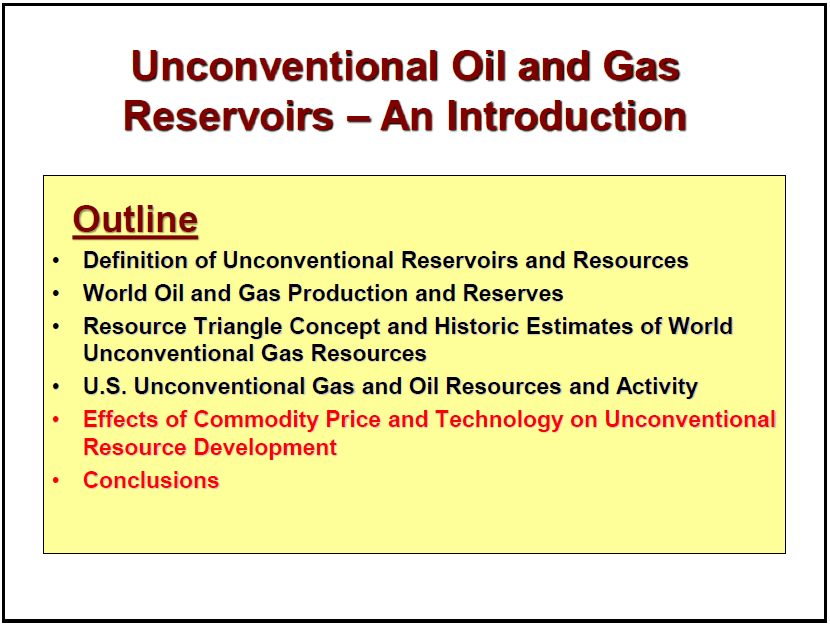 Unconventional Oil and Gas
Reservoirs – An Introduction
Outline
• Definition of Unconventional Reservoirs and Resources
• World Oil and Gas Production and Reserves
• Resource Triangle Concept and Historic Estimates of World
Unconventional Gas Resources
• U.S. Unconventional Gas and Oil Resources and Activity
• Effects of Commodity Price and Technology on Unconventional
Resource Development
• Conclusions